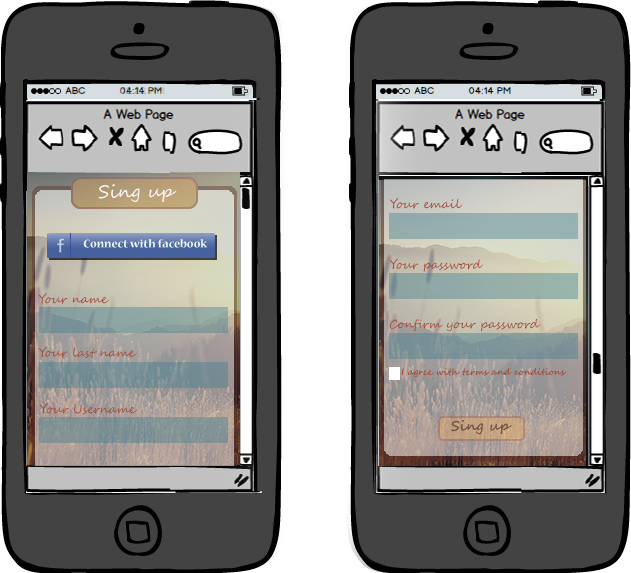 ABC 04:14 PM
A Web Page
Sing up
f Connect with facebook
Your name
Your last name
Your Username
ABC 04:14 PM
A Web Page
Your email
Your password
Confirm your password
I agree with terms and conditions
Sing up